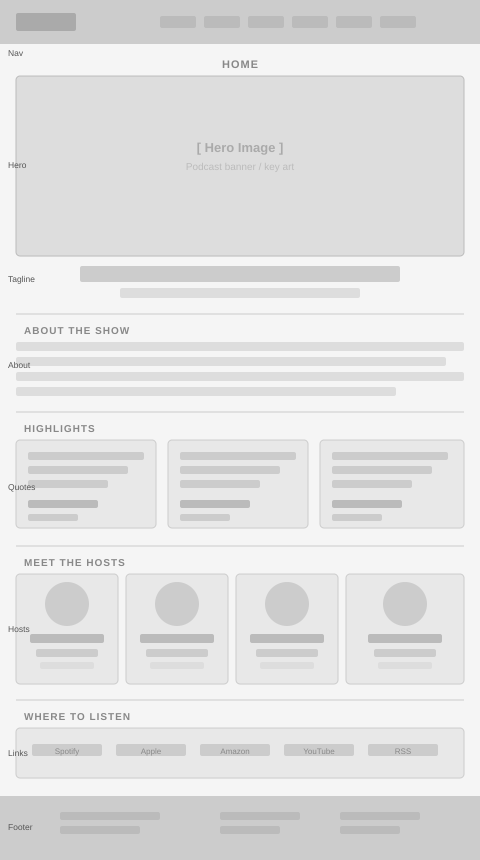 Nav
HOME
[ Hero Image ]
Podcast banner / key art
Hero
Tagline
ABOUT THE SHOW
About
HIGHLIGHTS
Quotes
MEET THE HOSTS
Hosts
WHERE TO LISTEN
Links
Spotify Apple Amazon YouTube RSS
Footer